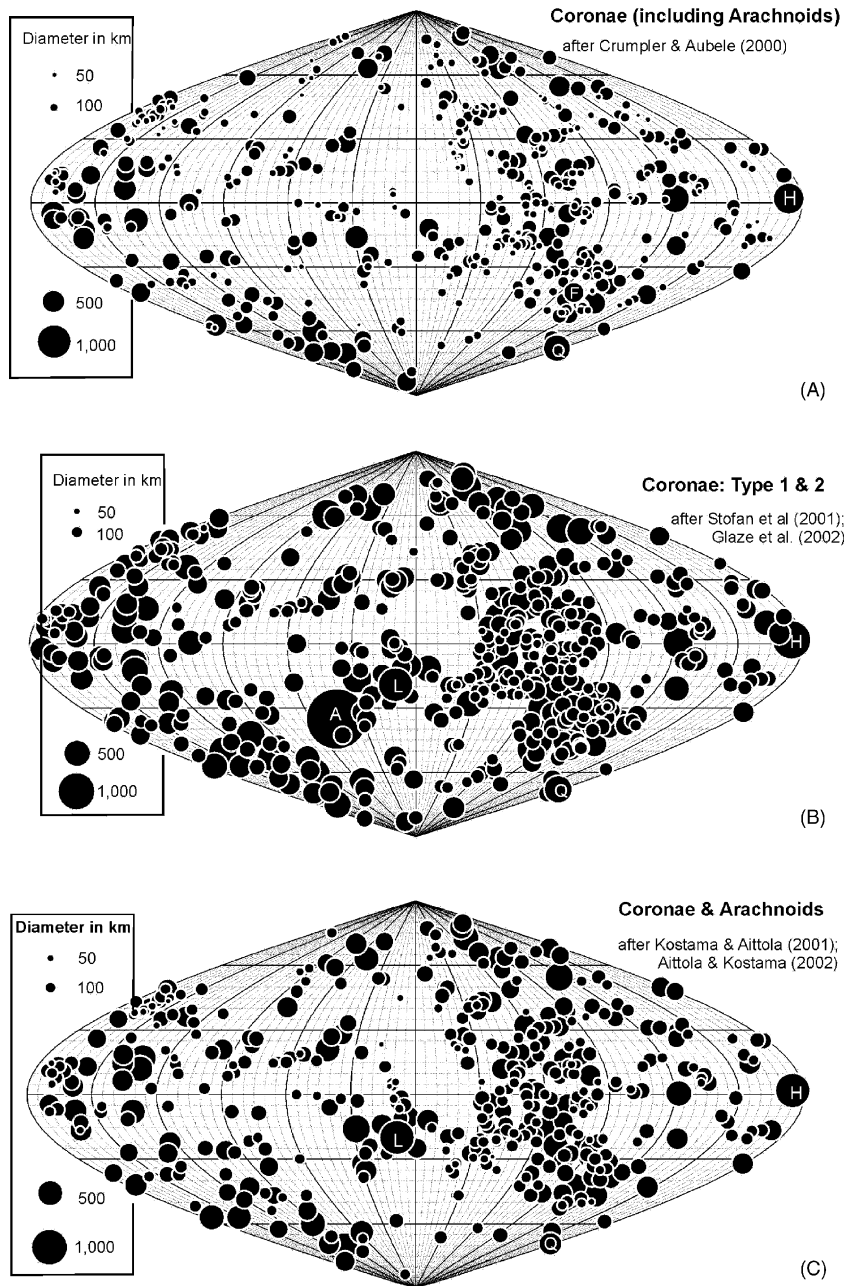 Coronae (including Arachnoids)
after Crumpler & Aubele (2000)
Diameter in km
50
100
H
500
F
1,000
Q
(A)
Diameter in km
50
100
Coronae: Type 1 & 2
after Stofan et al (2001);
Glaze et al. (2002)
H
L
A
500
1,000
Q
(B)
Coronae & Arachnoids
Diameter in km
50
100
after Kostama & Aittola (2001);
Aittola & Kostama (2002)
H
L
500
1,000
Q
(C)